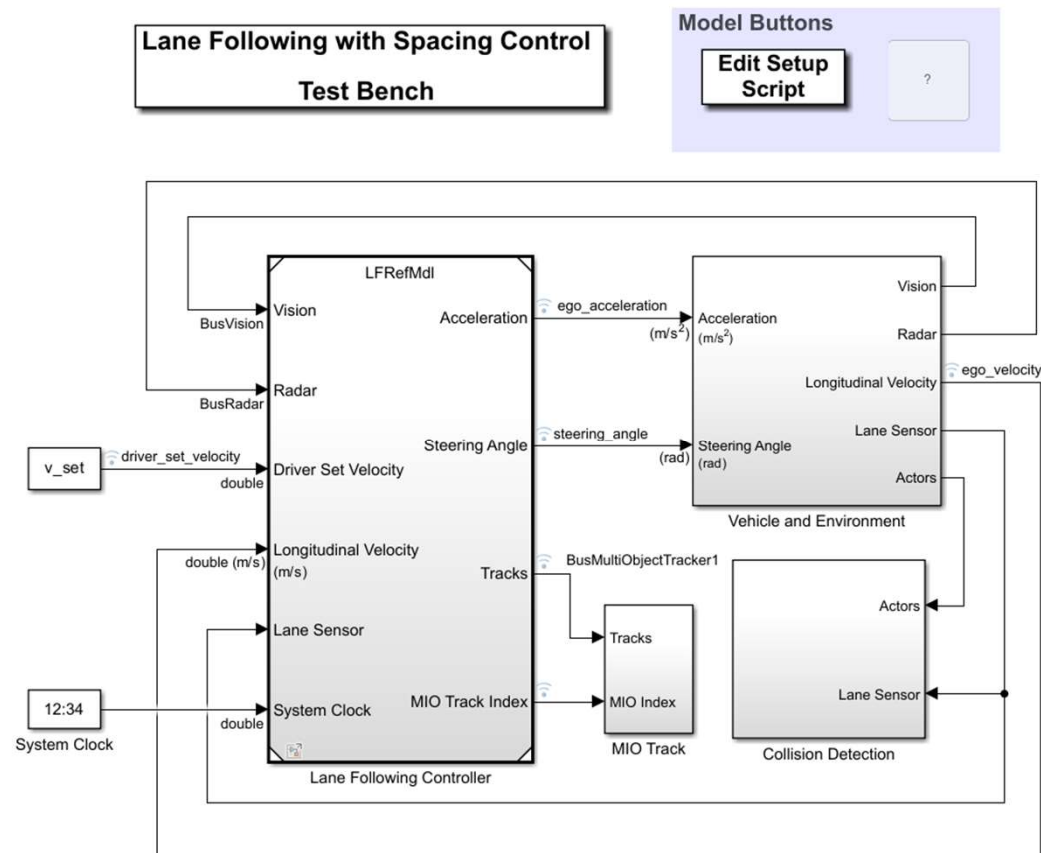 Lane Following with Spacing Control
Test Bench
Model Buttons
Edit Setup
Script
?
LFRefMdl
Vision
BusVision
Radar
BusRadar
v_set
driver_set_velocity
Driver Set Velocity
double
Longitudinal Velocity
double (m/s)
(m/s)
Lane Sensor
12:34
System Clock
double
System Clock
Acceleration
Steering Angle
Tracks
MIO Track Index
Lane Following Controller
ego_acceleration
(m/s²)
steering_angle
(rad)
BusMultiObjectTracker1
Acceleration
(m/s²)
Steering Angle
(rad)
Vision
Radar
Longitudinal Velocity
Lane Sensor
Actors
Vehicle and Environment
ego_velocity
Tracks
MIO Index
MIO Track
Actors
Lane Sensor
Collision Detection